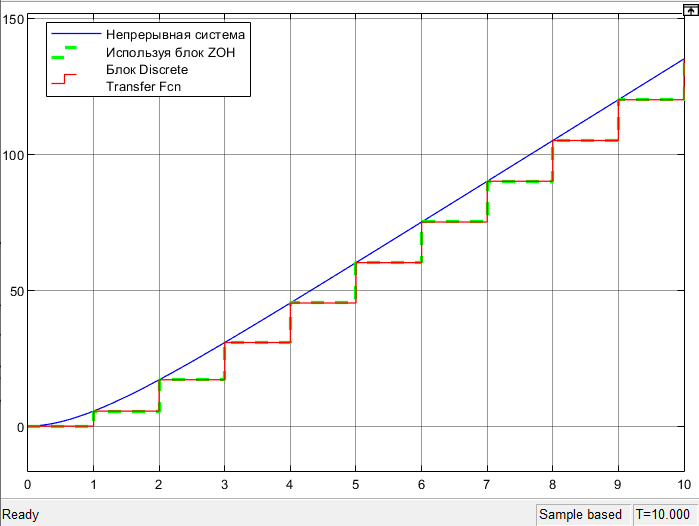 150
100
50
0
Непрерывная система
Используя блок ZOH
Блок Discrete
Transfer Fcn
0 1 2 3 4 5 6 7 8 9 10
Ready Sample based T=10.000